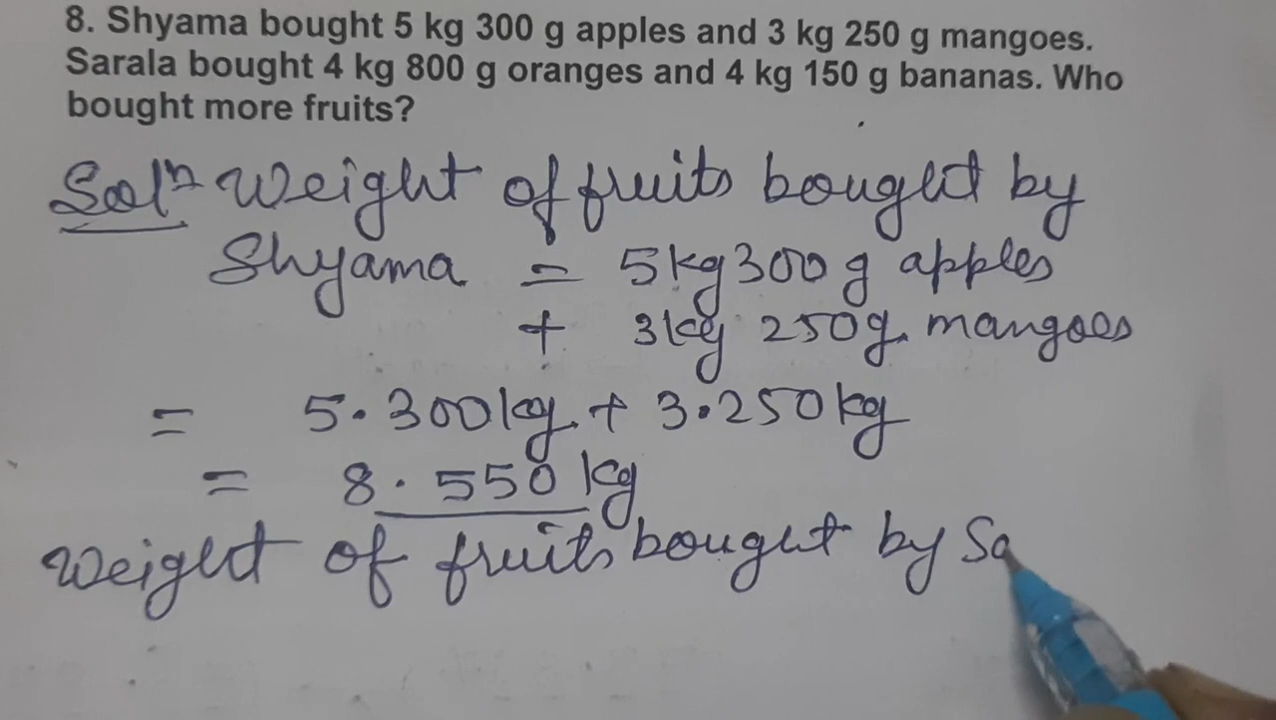 8. Shyama bought 5 kg 300 g apples and 3 kg 250 g mangoes.
Sarala bought 4 kg 800 g oranges and 4 kg 150 g bananas. Who
bought more fruits?
Solⁿ Weight of fruits bought by
Shyama = 5kg 300 g apples
+ 3kg 250g. mangoes
= 5.300kg. + 3.250kg
= 8.550 kg
Weight of fruits bought by Sa